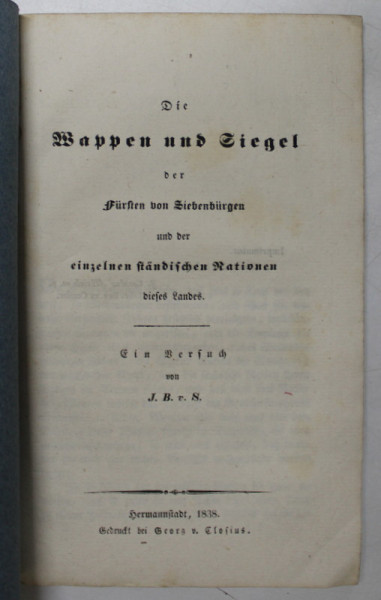 Die
Wappen und Siegel
der
Fürsten von Siebenbürgen
und der
einzelnen ständischen Nationen
dieses Landes.
Ein Versuch
von
J. B. v. S.
Hermannstadt, 1838.
Gedruckt bei Georg v. Closius.